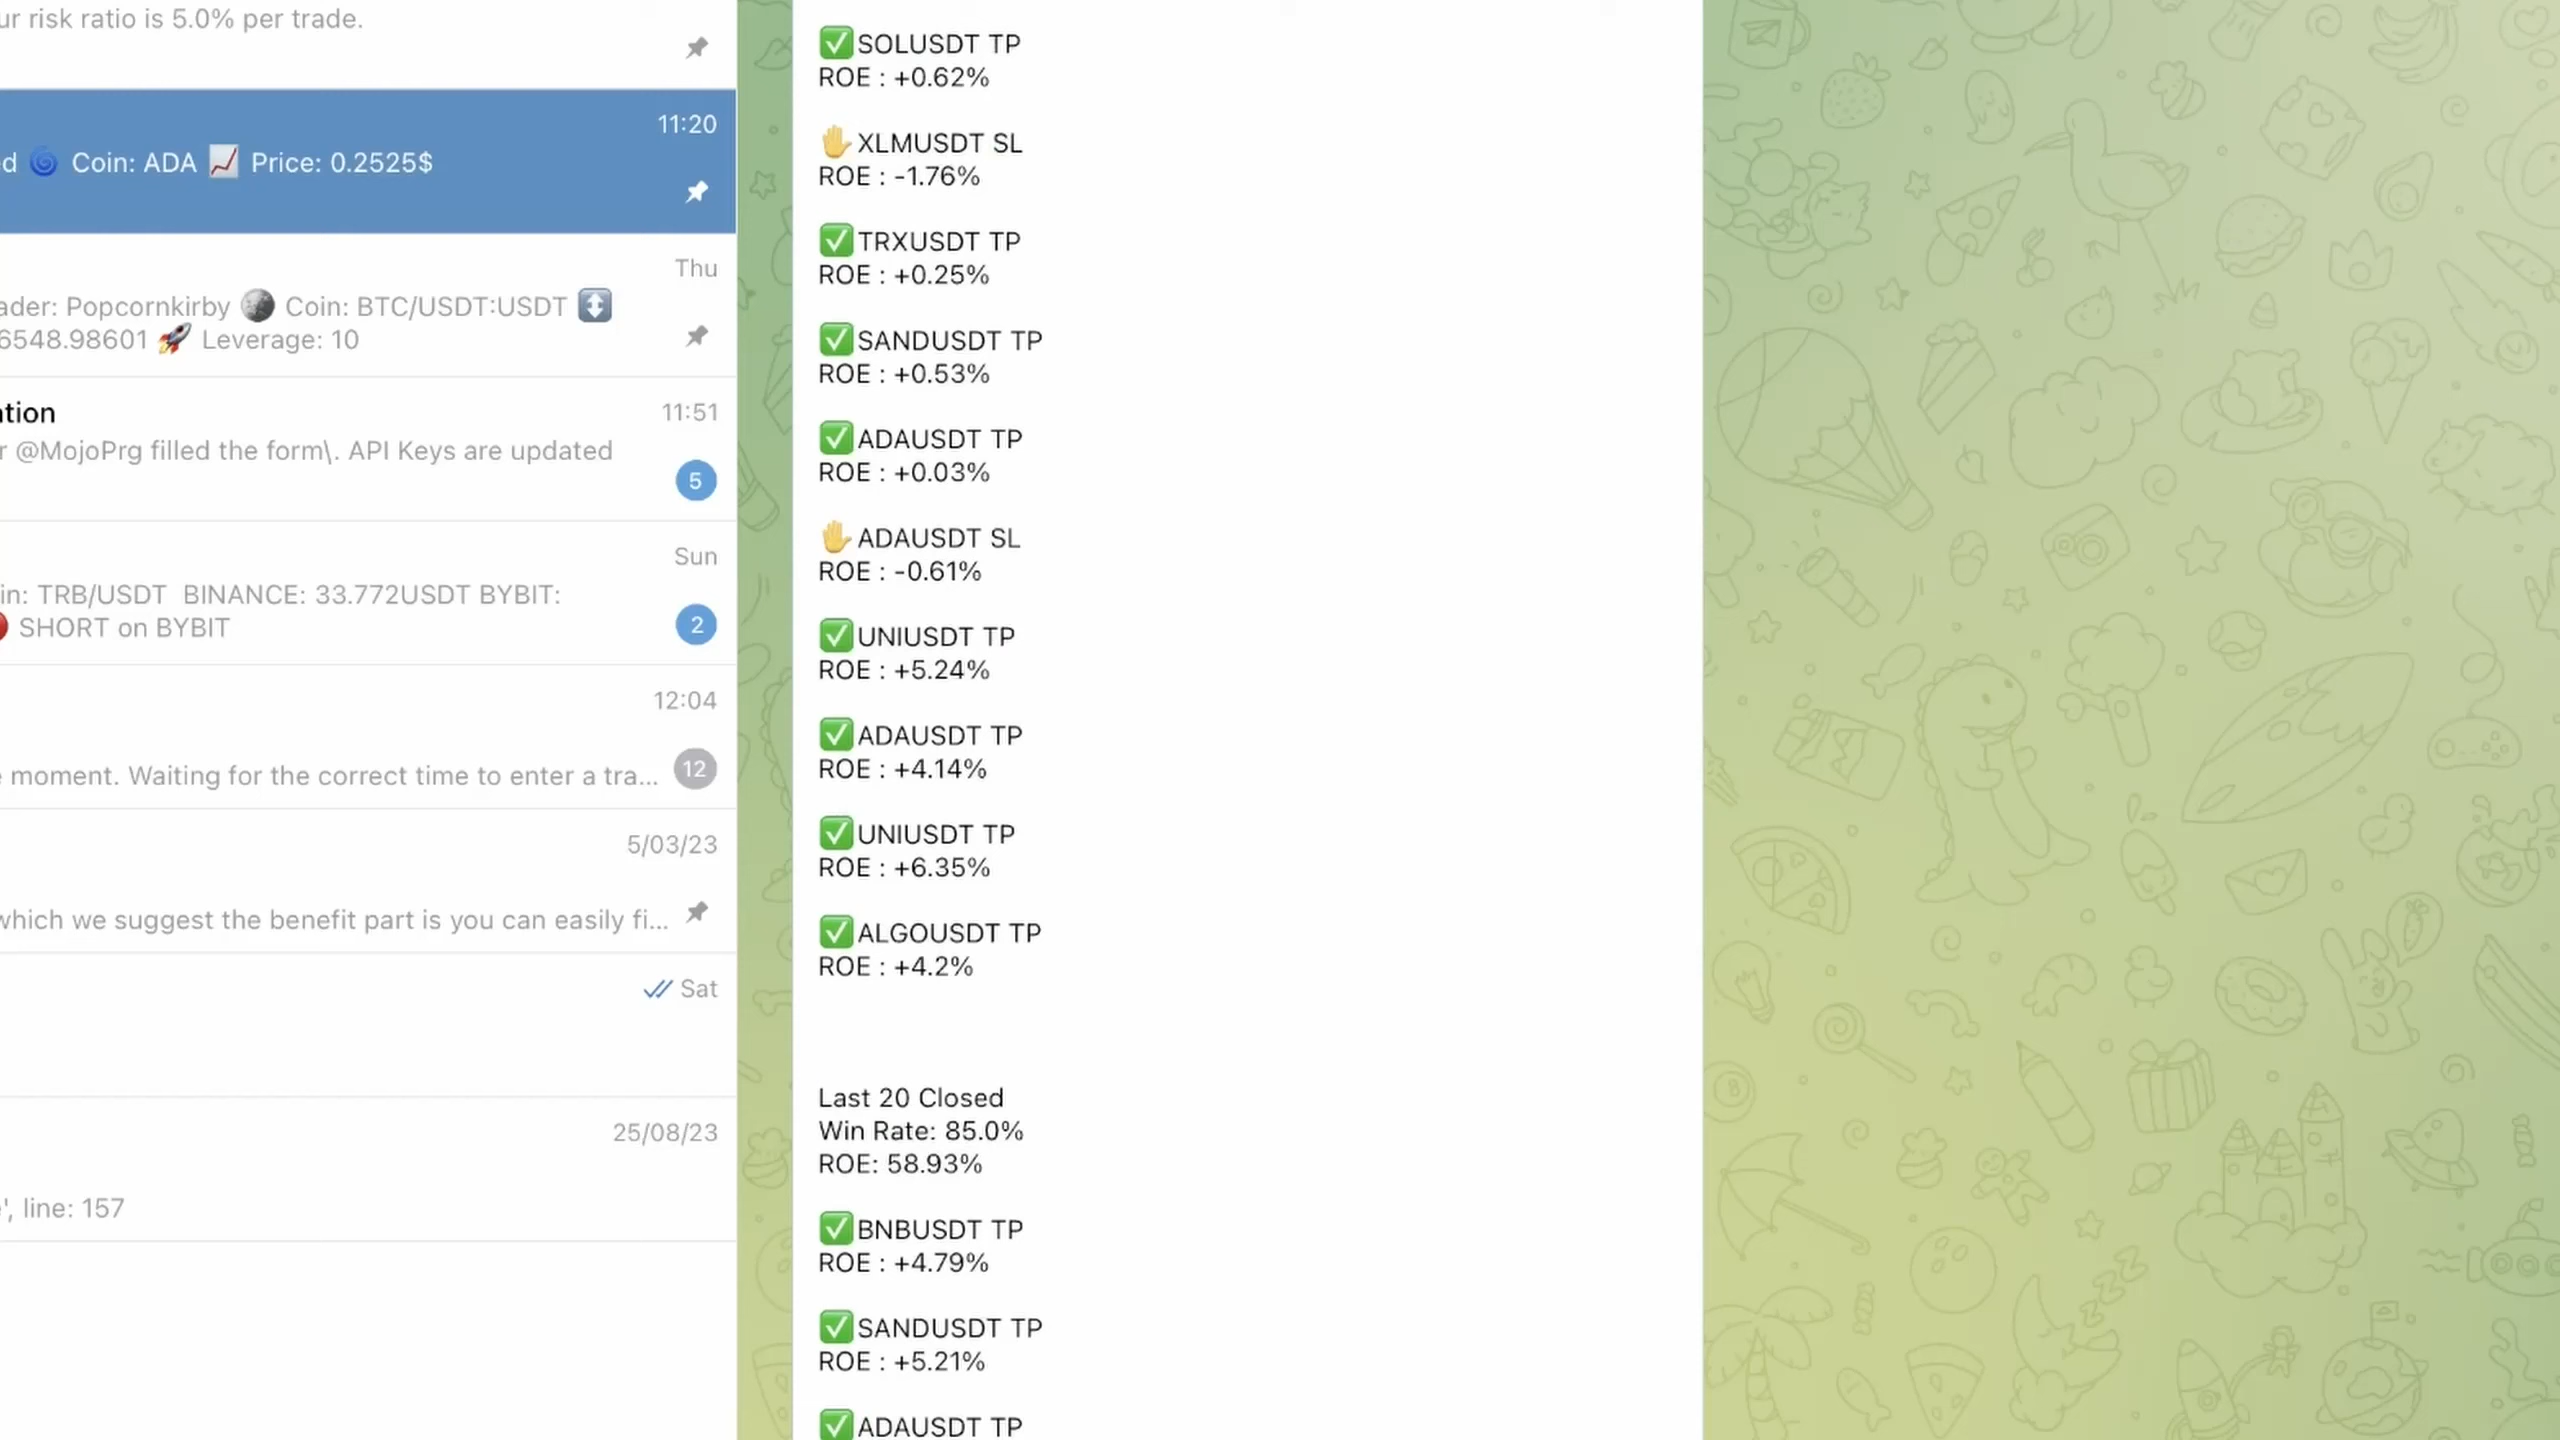 ur risk ratio is 5.0% per trade.
11:20
d 🌀 Coin: ADA 📈 Price: 0.2525$
Thu
ader: Popcornkirby 🌑 Coin: BTC/USDT:USDT ↕️
6548.98601 🚀 Leverage: 10
ation
11:51
r @MojoPrg filled the form\. API Keys are updated
5
Sun
in: TRB/USDT BINANCE: 33.772USDT BYBIT:
🔴 SHORT on BYBIT
2
12:04
e moment. Waiting for the correct time to enter a tra...
12
5/03/23
which we suggest the benefit part is you can easily fi...
Sat
25/08/23
', line: 157
✅SOLUSDT TP
ROE : +0.62%
✋XLMUSDT SL
ROE : -1.76%
✅TRXUSDT TP
ROE : +0.25%
✅SANDUSDT TP
ROE : +0.53%
✅ADAUSDT TP
ROE : +0.03%
✋ADAUSDT SL
ROE : -0.61%
✅UNIUSDT TP
ROE : +5.24%
✅ADAUSDT TP
ROE : +4.14%
✅UNIUSDT TP
ROE : +6.35%
✅ALGOUSDT TP
ROE : +4.2%
Last 20 Closed
Win Rate: 85.0%
ROE: 58.93%
✅BNBUSDT TP
ROE : +4.79%
✅SANDUSDT TP
ROE : +5.21%
✅ADAUSDT TP